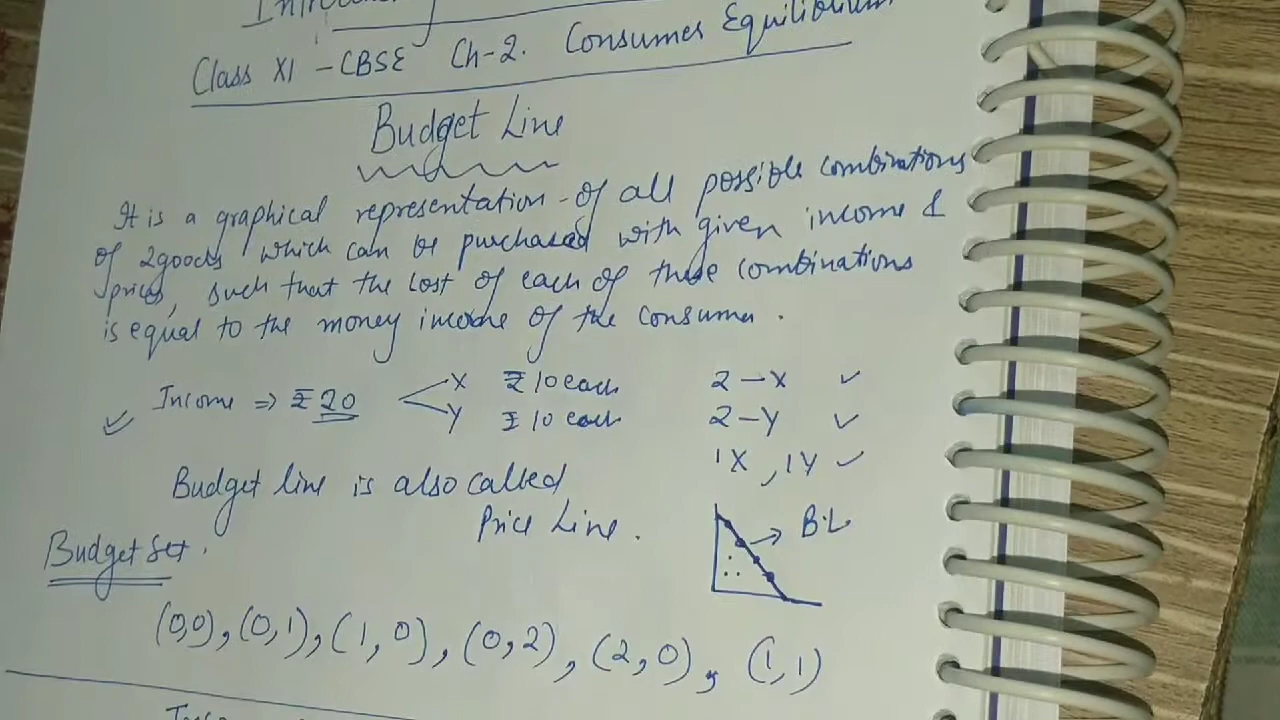 Class XI - CBSE Ch-2. Consumer Equilibrium
Budget Line
It is a graphical representation of all possible combinations
of 2goods which can be purchased with given income &
prices, such that the cost of each of these combinations
is equal to the money income of the consumer.
Income ⇒ ₹20 X ₹10 each 2-X ✓
✓ Y ₹10 each 2-Y ✓
1X, 1Y ✓
Budget line is also called
Price Line.
B.L
Budget Set.
(0,0), (0,1), (1,0), (0,2), (2,0), (1,1)